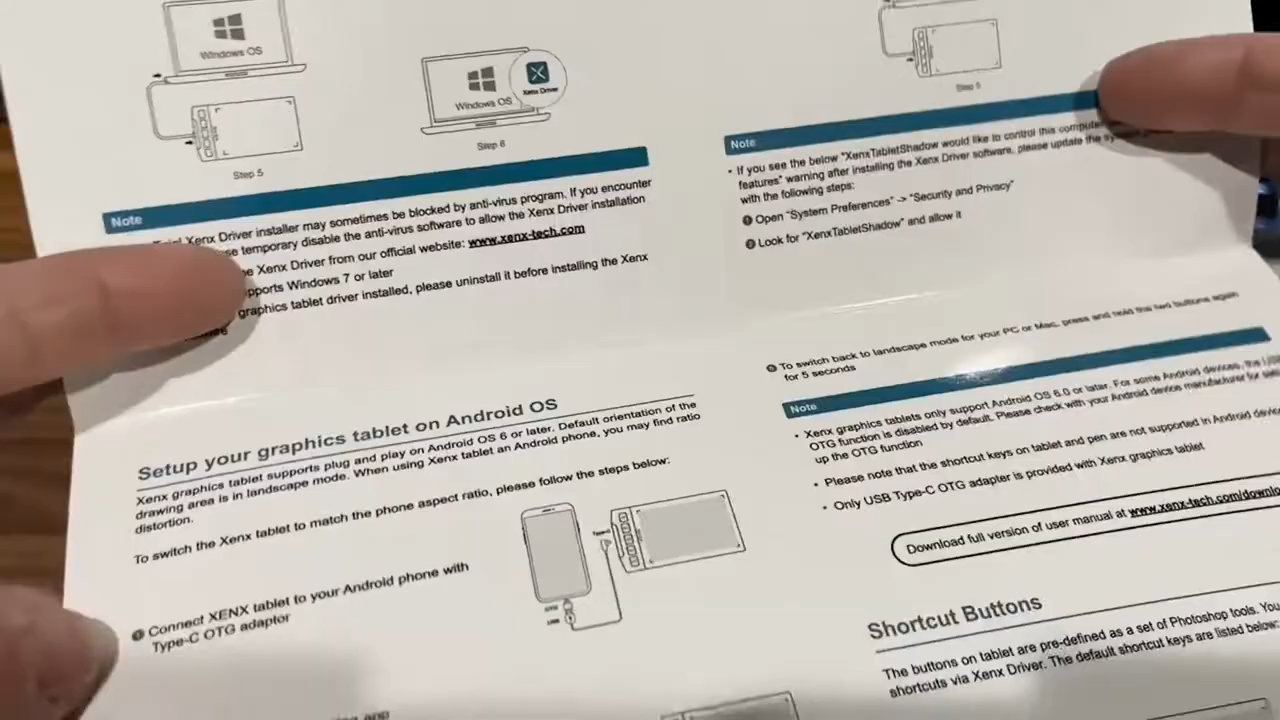 Windows OS
Windows OS
Xenx Driver
Step 5
Step 6
Note
Xenx Driver installer may sometimes be blocked by anti-virus program. If you encounter
temporary disable the anti-virus software to allow the Xenx Driver installation
Xenx Driver from our official website: www.xenx-tech.com
Windows 7 or later
graphics tablet driver installed, please uninstall it before installing the Xenx
Setup your graphics tablet on Android OS
Xenx graphics tablet supports plug and play on Android OS 6 or later. Default orientation of the
drawing area is in landscape mode. When using Xenx tablet an Android phone, you may find ratio
distortion.
To switch the Xenx tablet to match the phone aspect ratio, please follow the steps below:
1 Connect XENX tablet to your Android phone with
Type-C OTG adaptor
Type-C
OTG
USB
Step 5
Note
• If you see the below "XenxTabletShadow would like to control this computer
features" warning after installing the Xenx Driver software, please update the
with the following steps:
1 Open "System Preferences" -> "Security and Privacy"
2 Look for "XenxTabletShadow" and allow it
To switch back to landscape mode for your PC or Mac, press and hold the two buttons again
for 5 seconds
Note
• Xenx graphics tablets only support Android OS 6.0 or later. For some Android devices, the
OTG function is disabled by default. Please check with your Android device manufacturer for
up the OTG function
• Please note that the shortcut keys on tablet and pen are not supported in Android
• Only USB Type-C OTG adapter is provided with Xenx graphics tablet
Download full version of user manual at www.xenx-tech.com/
Shortcut Buttons
The buttons on tablet are pre-defined as a set of Photoshop tools.
shortcuts via Xenx Driver. The default shortcut keys are listed below: